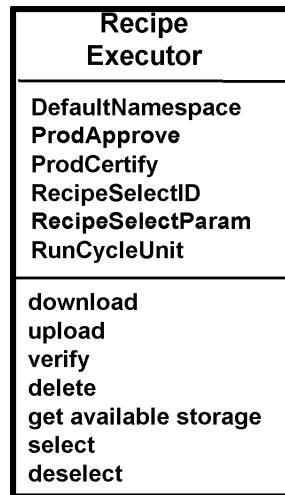 Recipe
Executor
DefaultNamespace
ProdApprove
ProdCertify
RecipeSelectID
RecipeSelectParam
RunCycleUnit
download
upload
verify
delete
get available storage
select
deselect